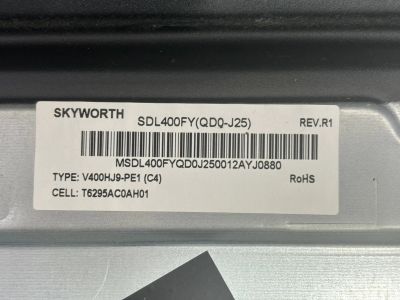 SKYWORTH SDL400FY(QD0-J25) REV.R1
MSDL400FYQD0J250012AYJ0880
TYPE: V400HJ9-PE1 (C4) RoHS
CELL: T6295AC0AH01